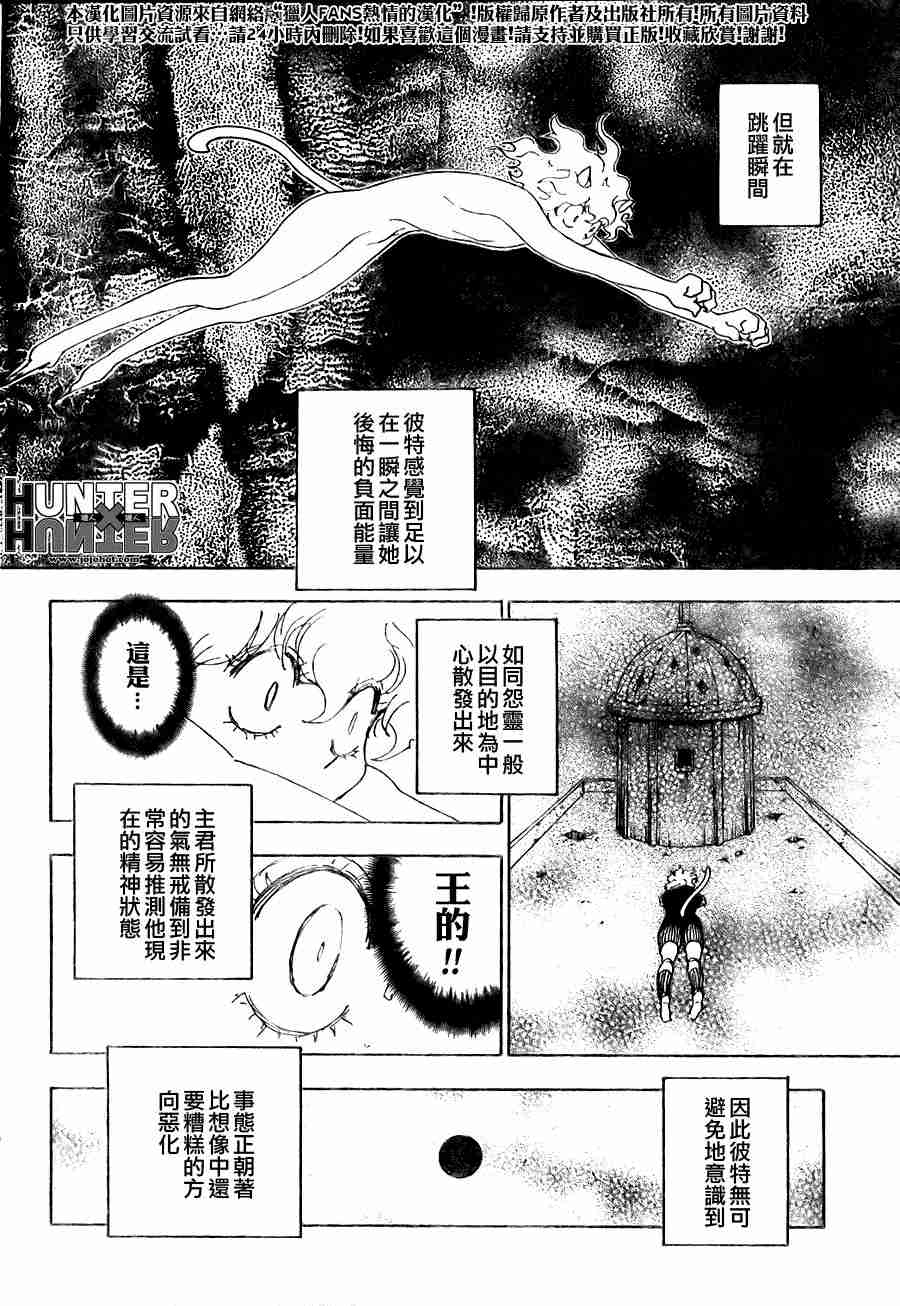 本漢化圖片資源來自網絡"獵人FANS熱情的漢化"!版權歸原作者及出版社所有!所有圖片資料
只供學習交流試看…請24小時內刪除!如果喜歡這個漫畫!請支持並購買正版!收藏欣賞!謝謝!
但就在
跳躍瞬間
彼特感覺到足以
在一瞬之間讓她
後悔的負面能量
HUNTER
HUNTER
如同怨靈一般
以目的地為中
心散發出來
這是…
王的!!
主君所散發出來
的氣無戒備到非
常容易推測他現
在的精神狀態
因此彼特無可
避免地意識到
事態正朝著
比想像中還
要糟糕的方
向惡化